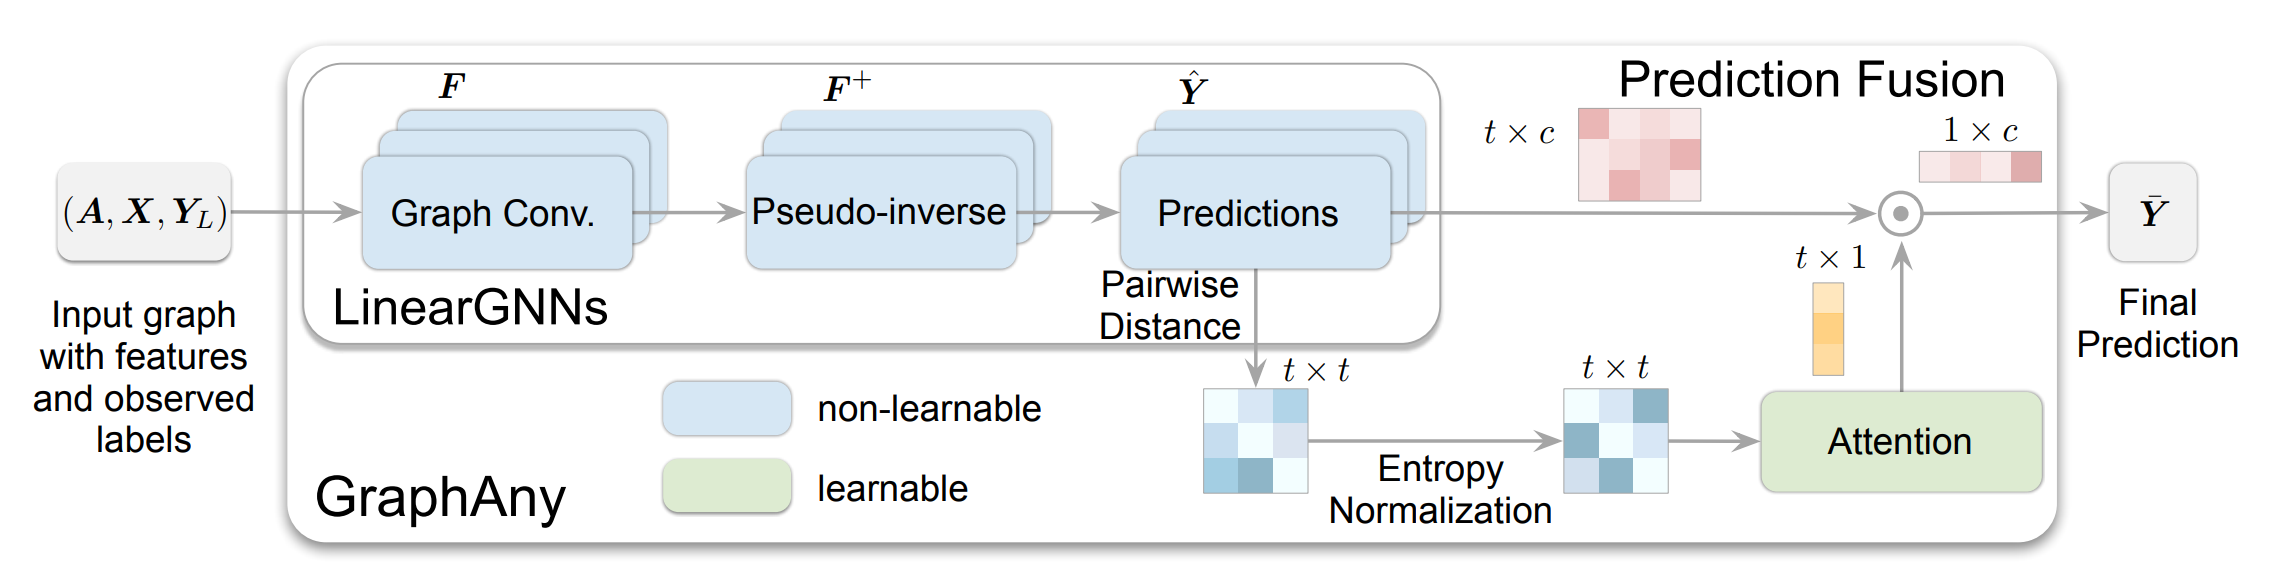 (A, X, Y_L)
Input graph
with features
and observed
labels
F
F⁺
Ŷ
Graph Conv.
Pseudo-inverse
Predictions
LinearGNNs
Pairwise
Distance
Prediction Fusion
t × c
1 × c
t × 1
Ȳ
Final
Prediction
t × t
t × t
Entropy
Normalization
Attention
non-learnable
learnable
GraphAny